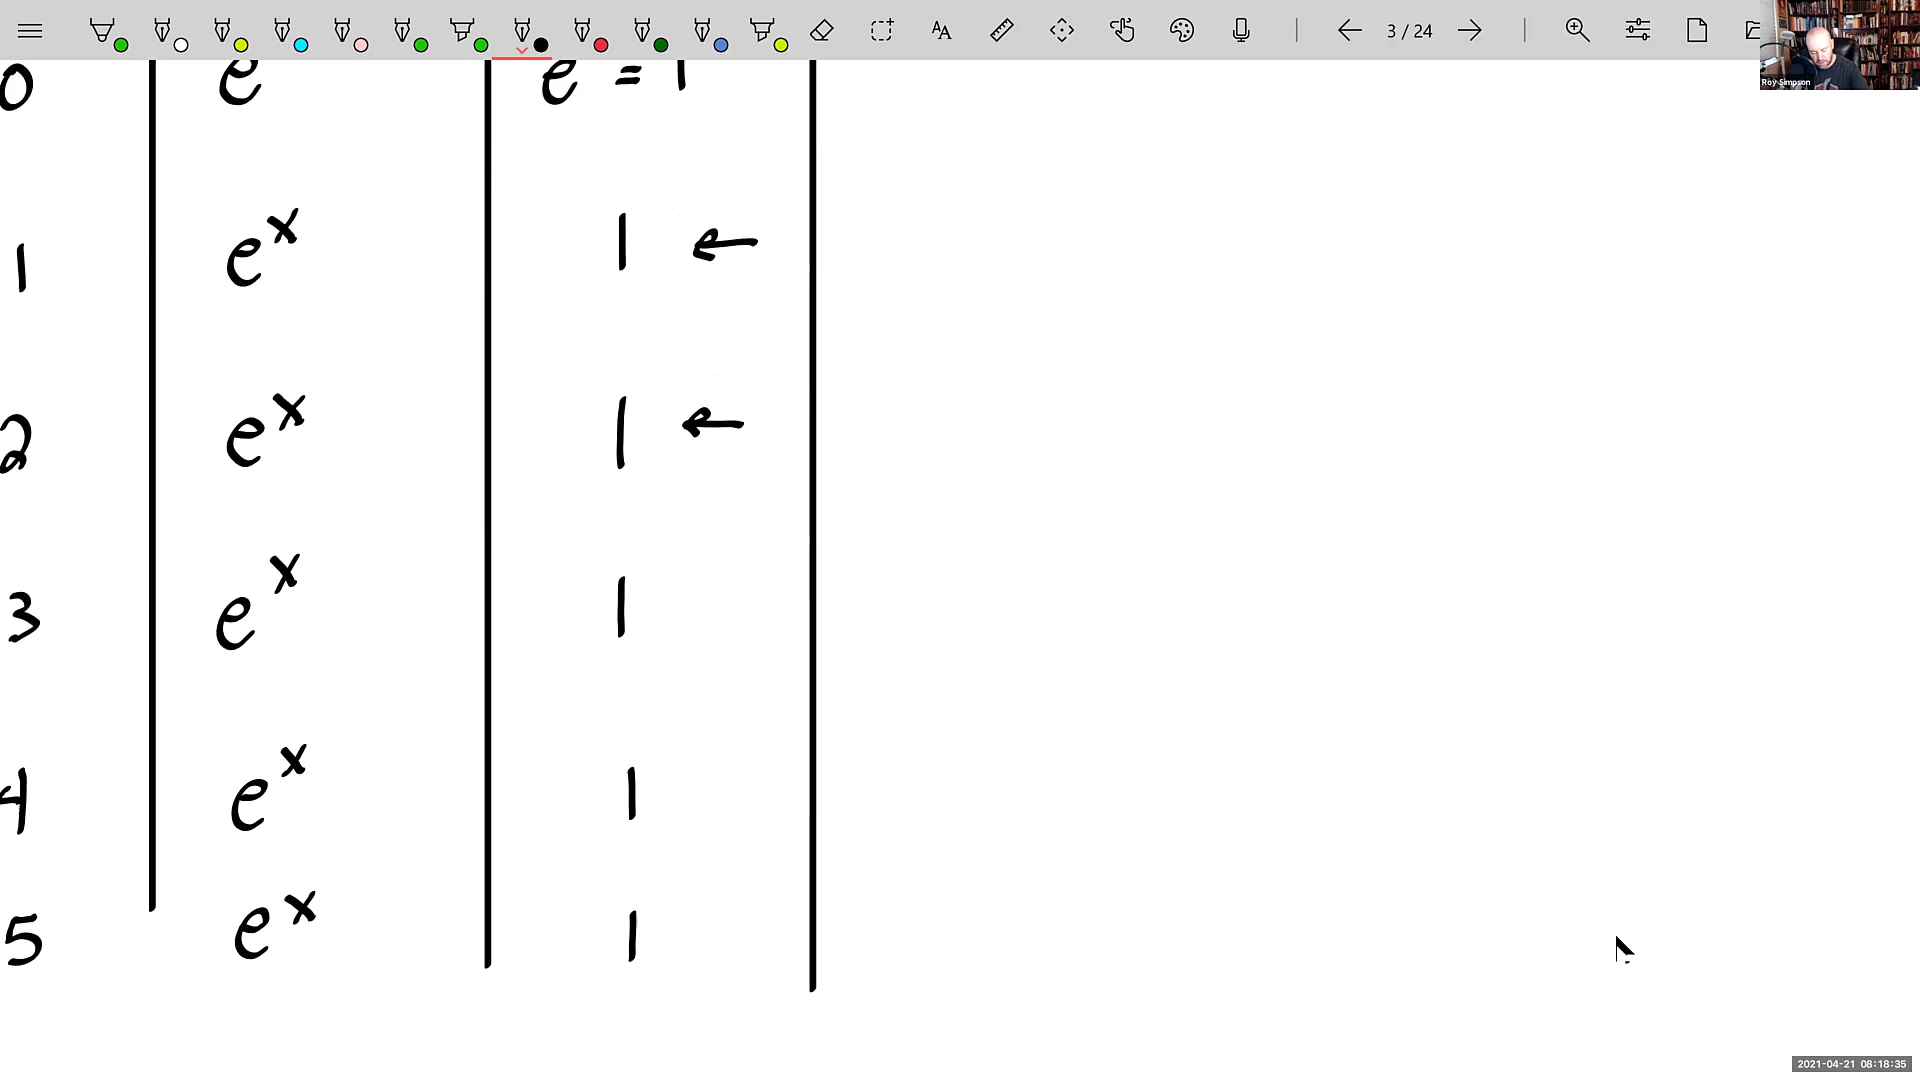 3 / 24
Roy Simpson
0 e e = 1
1 eˣ 1 ←
2 eˣ 1 ←
3 eˣ 1
4 eˣ 1
5 eˣ 1
2021-04-21 08:18:35